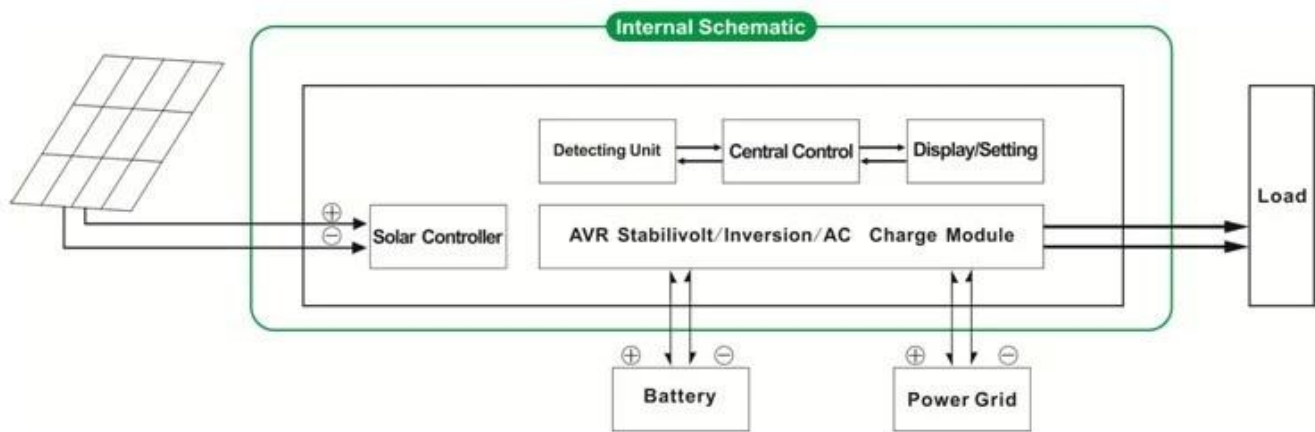 Internal Schematic
Detecting Unit
Central Control
Display/Setting
Load
⊕
⊖
Solar Controller
AVR Stabilivolt/Inversion/AC Charge Module
⊕ ⊖
⊕ ⊖
Battery
Power Grid